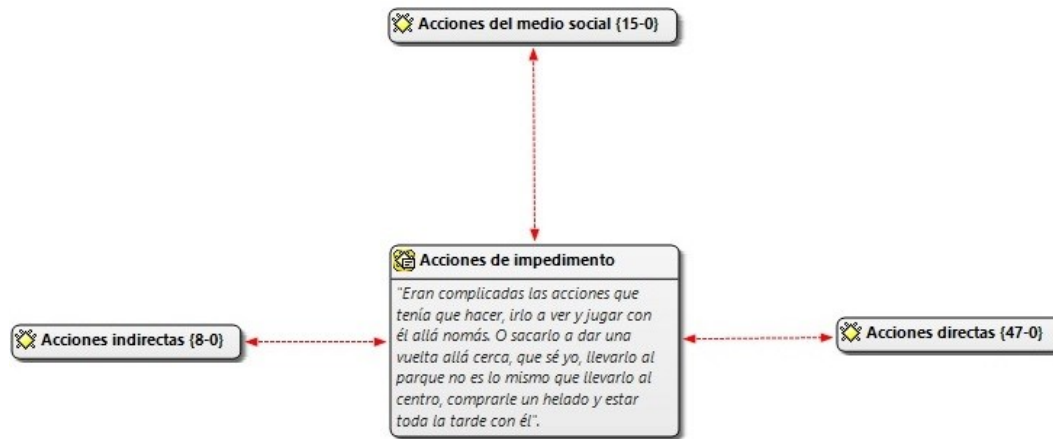 Acciones del medio social {15-0}
Acciones de impedimento
"Eran complicadas las acciones que
tenía que hacer, irlo a ver y jugar con
él allá nomás. O sacarlo a dar una
vuelta allá cerca, que sé yo, llevarlo al
parque no es lo mismo que llevarlo al
centro, comprarle un helado y estar
toda la tarde con él".
Acciones indirectas {8-0}
Acciones directas {47-0}